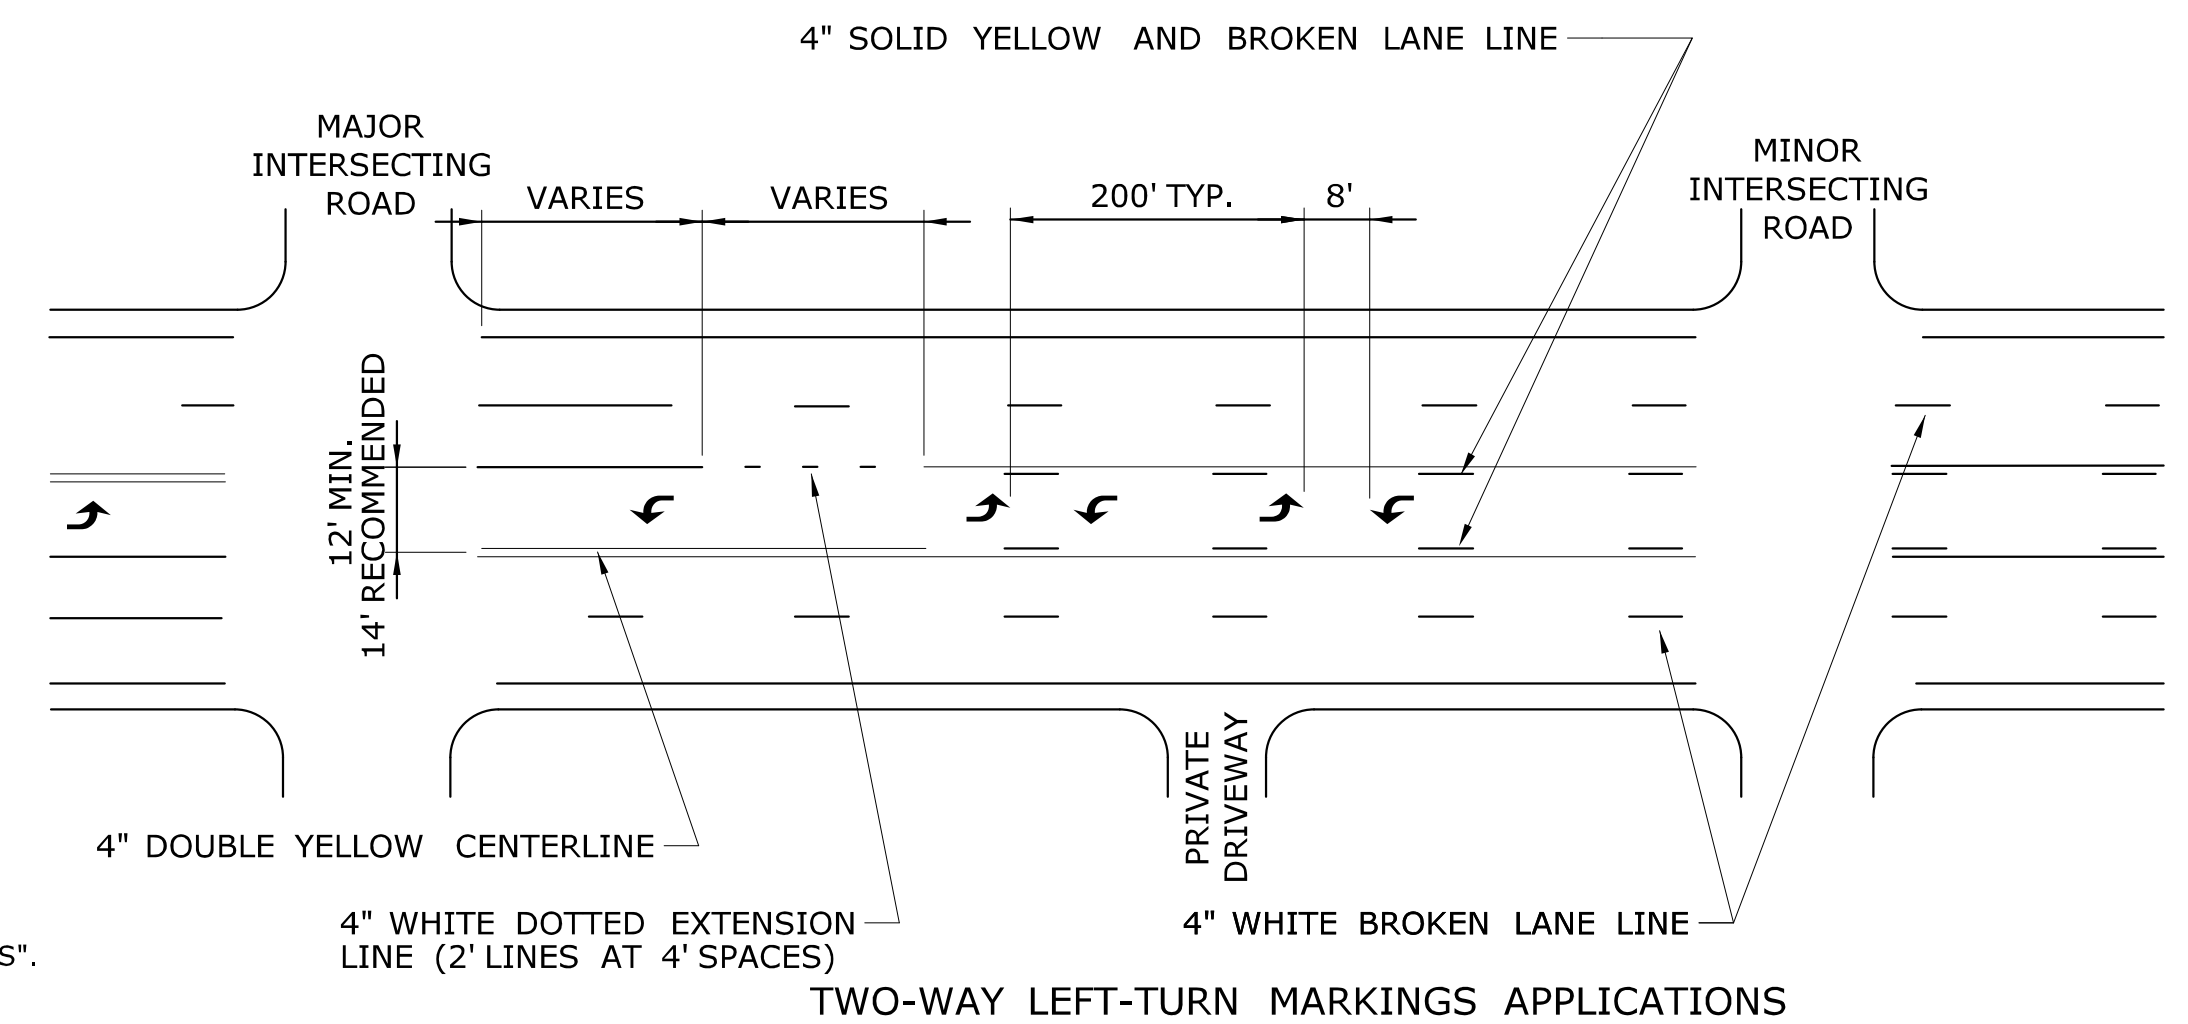 4" SOLID YELLOW AND BROKEN LANE LINE
MAJOR
INTERSECTING
ROAD
VARIES
VARIES
200' TYP.
8'
MINOR
INTERSECTING
ROAD
12' MIN.
14' RECOMMENDED
PRIVATE
DRIVEWAY
4" DOUBLE YELLOW CENTERLINE
4" WHITE DOTTED EXTENSION
LINE (2' LINES AT 4' SPACES)
4" WHITE BROKEN LANE LINE
S".
TWO-WAY LEFT-TURN MARKINGS APPLICATIONS